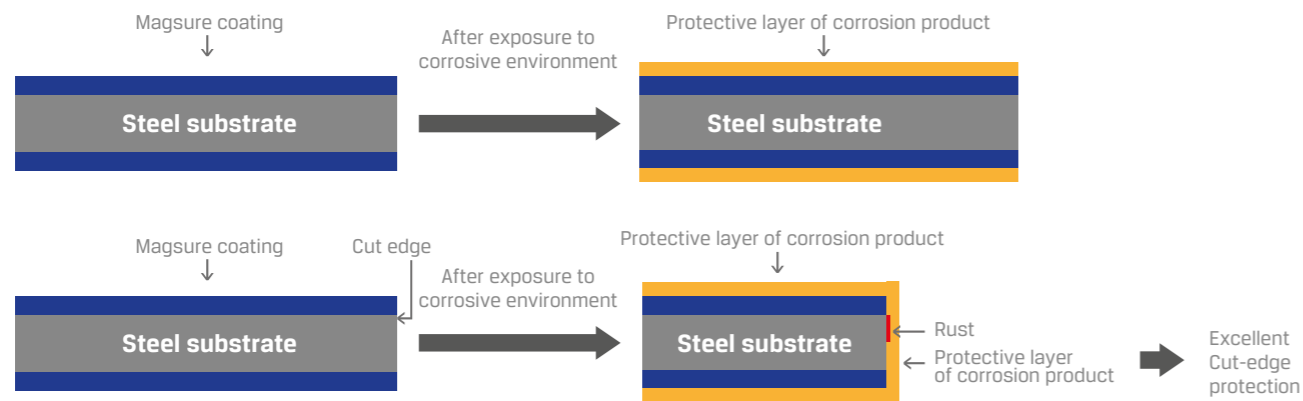 Magsure coating
After exposure to
corrosive environment
Protective layer of corrosion product
Steel substrate
Steel substrate
Magsure coating
Cut edge
After exposure to
corrosive environment
Protective layer of corrosion product
Steel substrate
Steel substrate
Rust
Protective layer
of corrosion product
Excellent
Cut-edge
protection